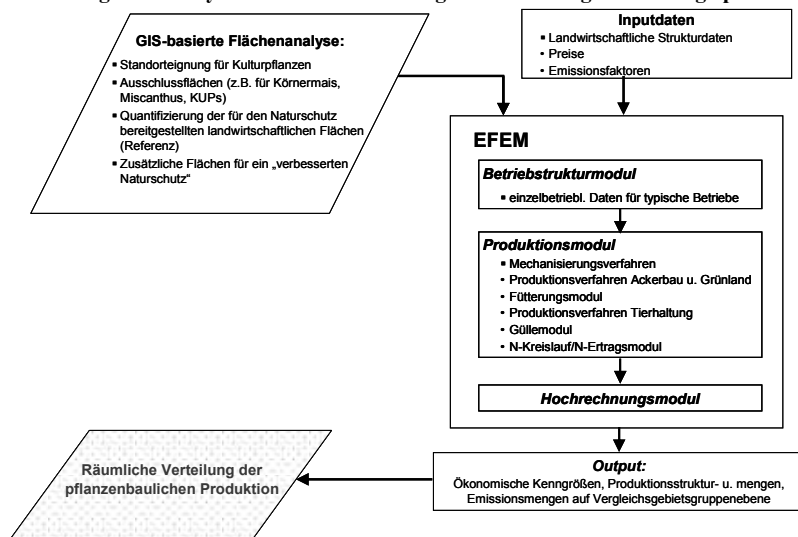 GIS-basierte Flächenanalyse:
▪ Standorteignung für Kulturpflanzen
▪ Ausschlussflächen (z.B. für Körnermais,
Miscanthus, KUPs)
▪ Quantifizierung der für den Naturschutz
bereitgestellten landwirtschaftlichen Flächen
(Referenz)
▪ Zusätzliche Flächen für ein „verbesserten
Naturschutz“
Inputdaten
▪ Landwirtschaftliche Strukturdaten
• Preise
• Emissionsfaktoren
EFEM
Betriebstrukturmodul
▪ einzelbetriebl. Daten für typische Betriebe
Produktionsmodul
▪ Mechanisierungsverfahren
• Produktionsverfahren Ackerbau u. Grünland
• Fütterungsmodul
• Produktionsverfahren Tierhaltung
• Güllemodul
• N-Kreislauf/N-Ertragsmodul
Hochrechnungsmodul
Output:
Ökonomische Kenngrößen, Produktionsstruktur- u. mengen,
Emissionsmengen auf Vergleichsgebietsgruppenebene
Räumliche Verteilung der
pflanzenbaulichen Produktion